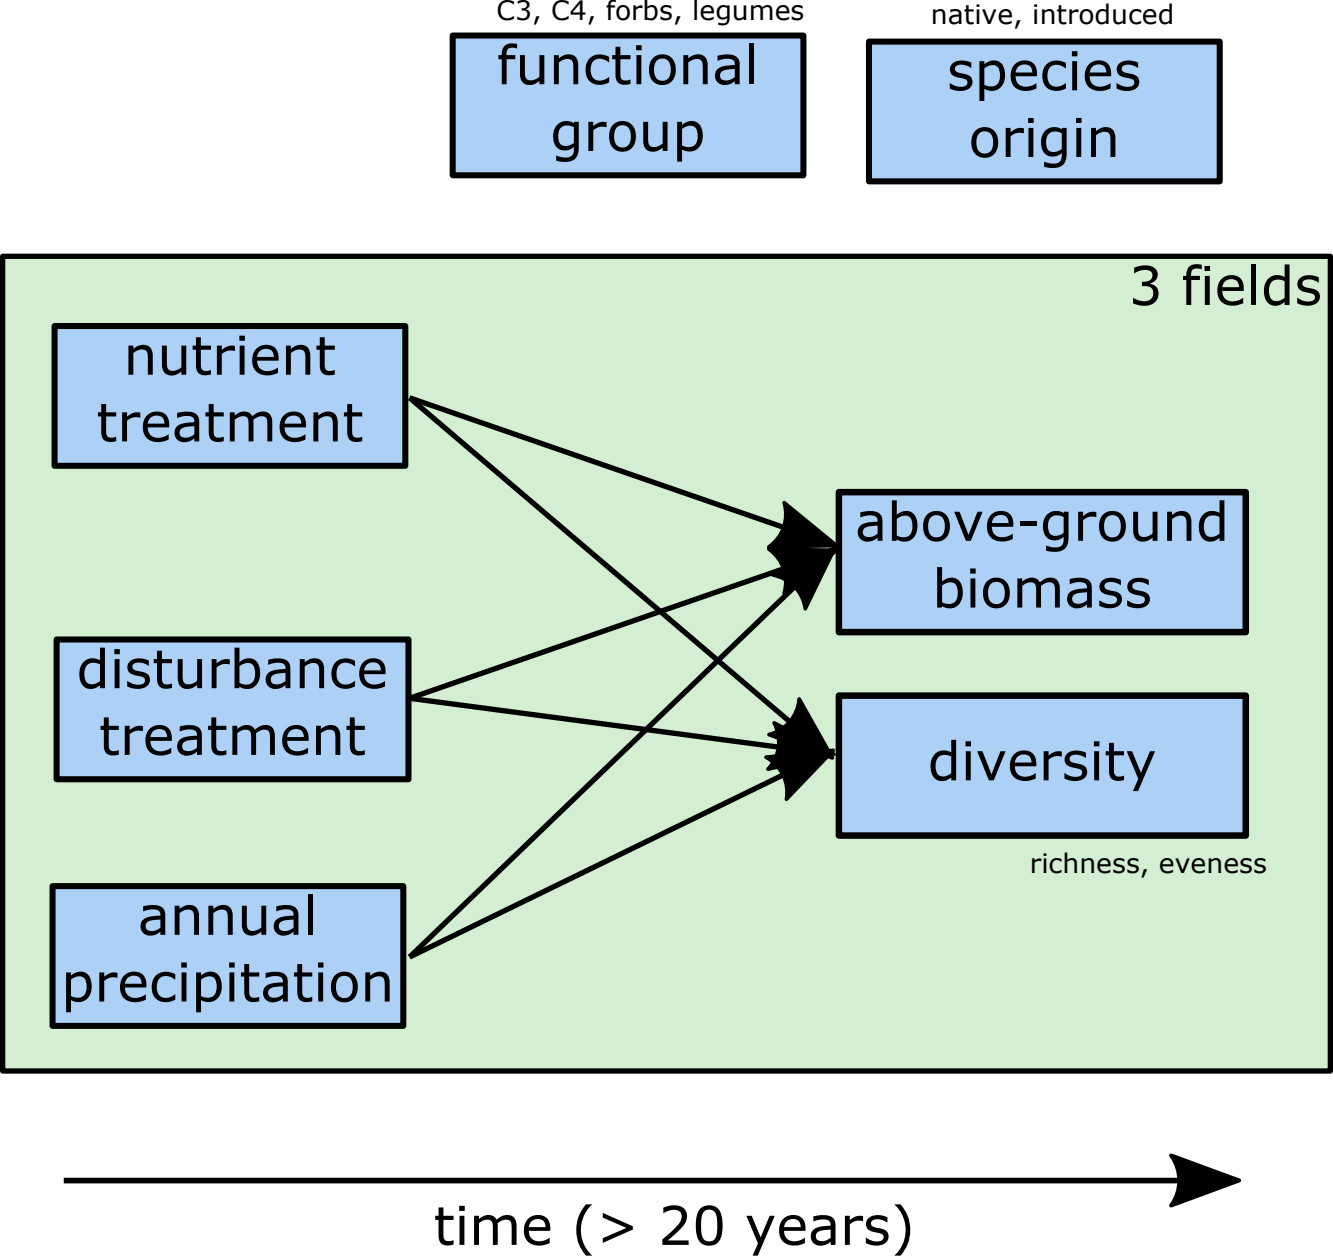 C3, C4, forbs, legumes
native, introduced
functional
group
species
origin
3 fields
nutrient
treatment
above-ground
biomass
disturbance
treatment
diversity
richness, eveness
annual
precipitation
time (> 20 years)